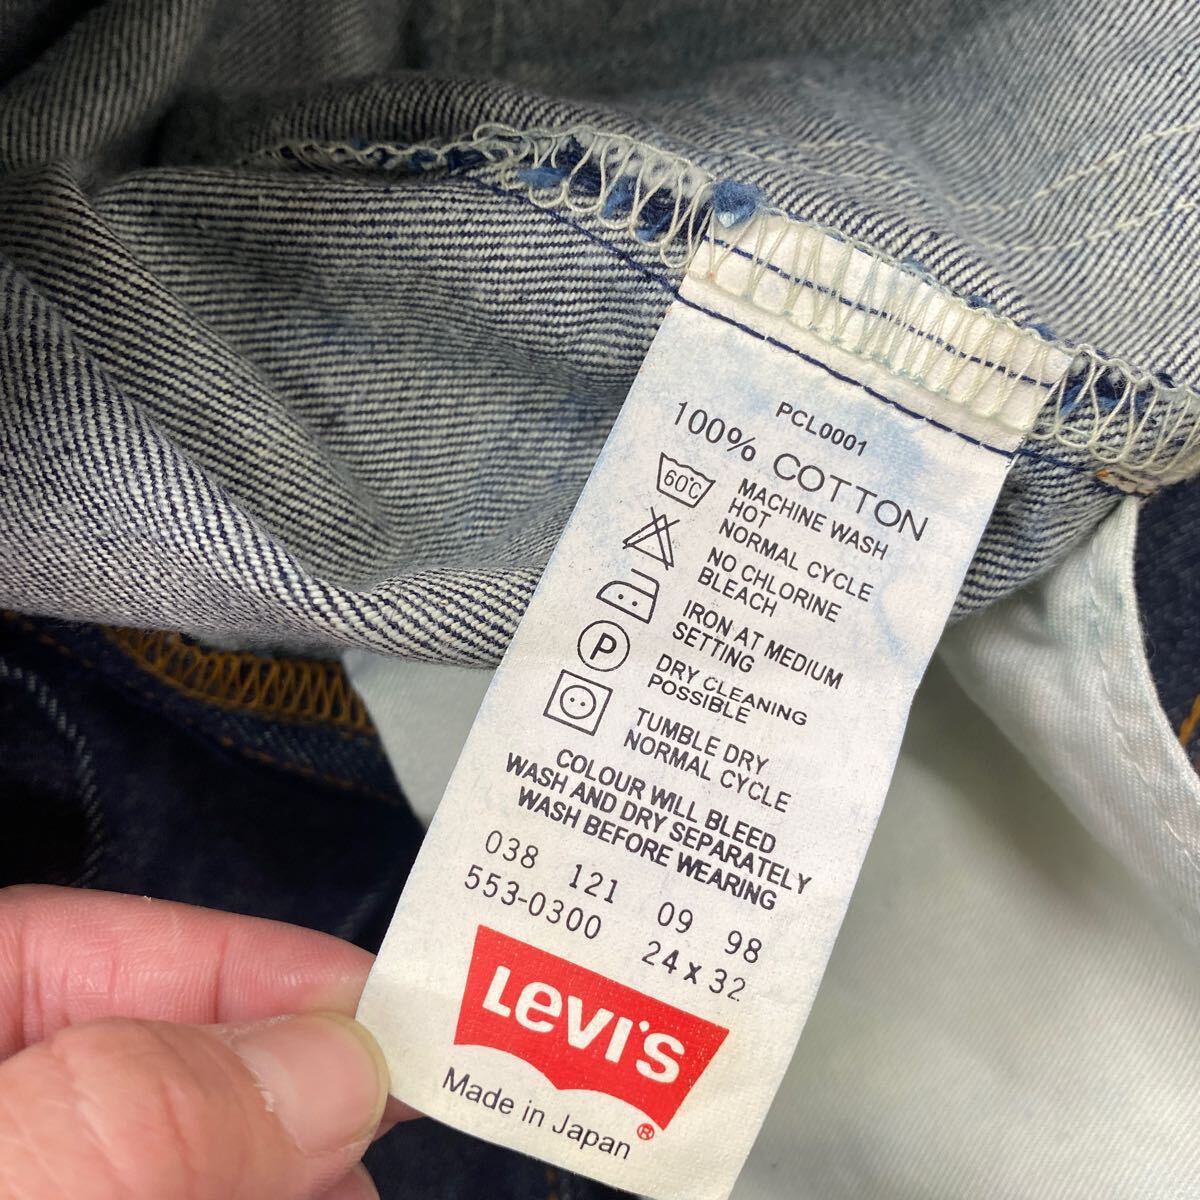 PCL0001
100% COTTON
60℃
MACHINE WASH
HOT
NORMAL CYCLE
NO CHLORINE
BLEACH
IRON AT MEDIUM
SETTING
P
DRY CLEANING
POSSIBLE
TUMBLE DRY
NORMAL CYCLE
COLOUR WILL BLEED
WASH AND DRY SEPARATELY
WASH BEFORE WEARING
038 121 09 98
553-0300 24 x 32
LeVI'S
®
Made in Japan